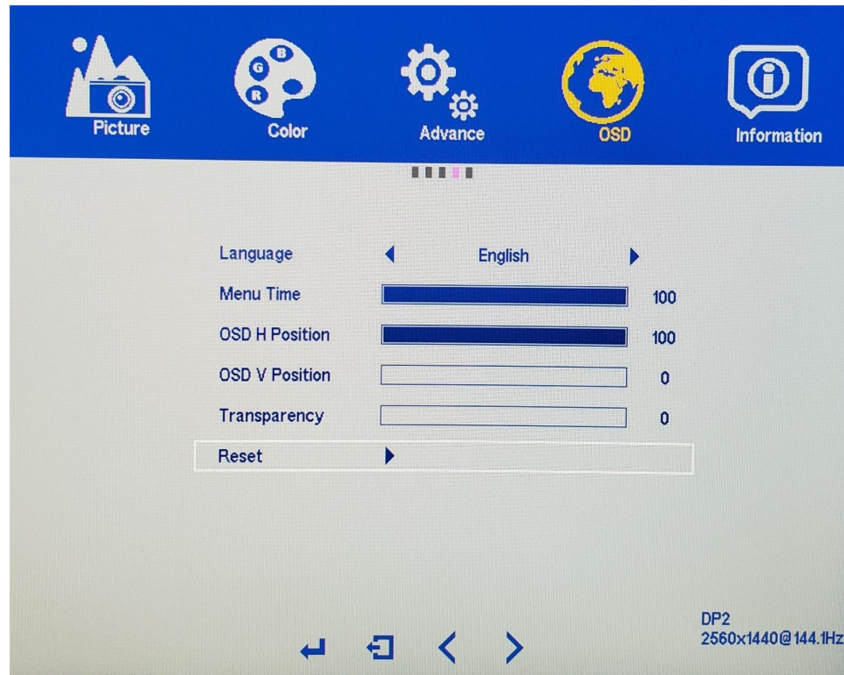 Picture
Color
Advance
OSD
Information
R G B
Language English
Menu Time 100
OSD H Position 100
OSD V Position 0
Transparency 0
Reset
DP2
2560x1440@144.1Hz